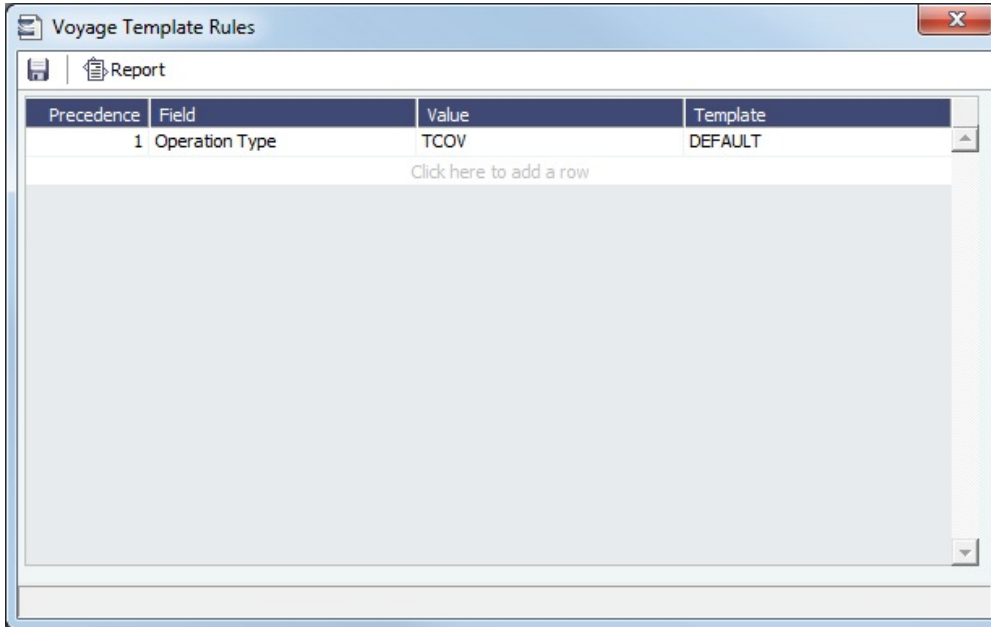 Voyage Template Rules
Report
Precedence Field Value Template
1 Operation Type TCOV DEFAULT
Click here to add a row